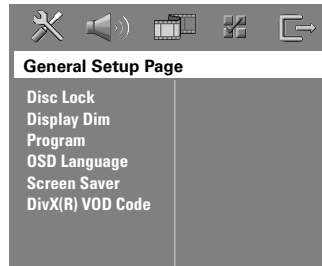 General Setup Page
Disc Lock
Display Dim
Program
OSD Language
Screen Saver
DivX(R) VOD Code